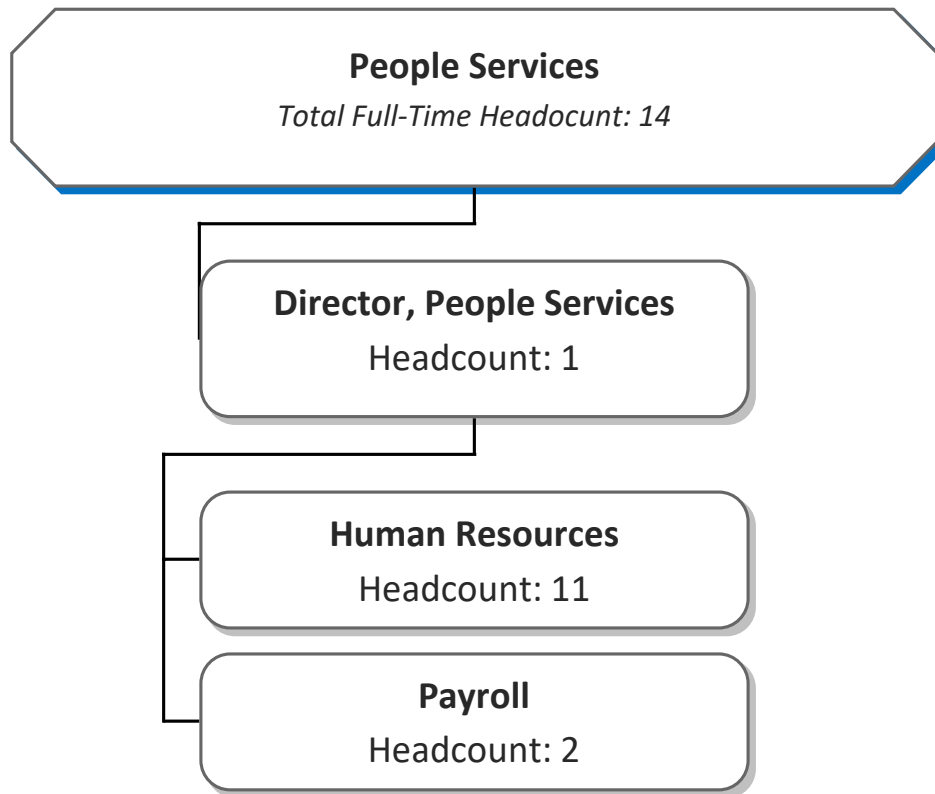 People Services
Total Full-Time Headocunt: 14
Director, People Services
Headcount: 1
Human Resources
Headcount: 11
Payroll
Headcount: 2